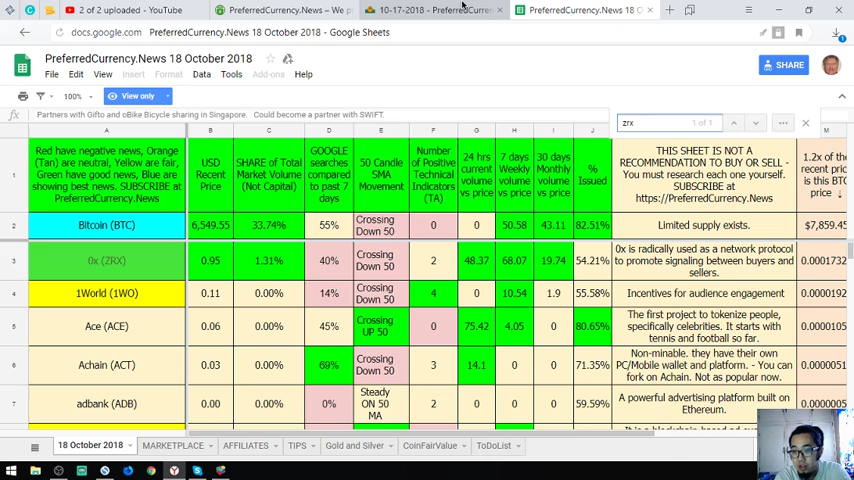 2 of 2 uploaded - YouTube
PreferredCurrency.News – We p
10-17-2018 - PreferredCurren
PreferredCurrency.News 18 O
docs.google.com
PreferredCurrency.News 18 October 2018 - Google Sheets
PreferredCurrency.News 18 October 2018
SHARE
File Edit View Insert Format Data Tools Add-ons Help
100%
View only
zrx
1 of 1
fx
Partners with Gifto and oBike Bicycle sharing in Singapore. Could become a partner with SWIFT.
A B C D E F G H I J L M
1
Red have negative news, Orange
(Tan) are neutral, Yellow are fair,
Green have good news, Blue are
showing best news. SUBSCRIBE at
PreferredCurrency.News
USD
Recent
Price
SHARE of Total
Market Volume
(Not Capital)
GOOGLE
searches
compared
to past 7
days
50 Candle
SMA
Movement
Number of
Positive
Technical
Indicators
(TA)
24 hrs
current
volume
vs price
7 days
Weekly
volume
vs price
30 days
Monthly
volume
vs price
%
Issued
THIS SHEET IS NOT A
RECOMMENDATION TO BUY OR SELL -
You must research each one yourself.
SUBSCRIBE at
https://PreferredCurrency.News
1.2x of the
recent pric
is this BTC
price ↓
2
Bitcoin (BTC)
6,549.55
33.74%
55%
Crossing
Down 50
0
0
50.58
43.11
82.51%
Limited supply exists.
$7,859.45
3
0x (ZRX)
0.95
1.31%
40%
Crossing
Down 50
2
48.37
68.07
19.74
54.21%
0x is radically used as a network protocol
to promote signaling between buyers and
sellers.
0.0001732
4
1World (1WO)
0.11
0.00%
14%
Crossing
Down 50
4
0
10.54
1.9
55.58%
Incentives for audience engagement
0.0000192
5
Ace (ACE)
0.06
0.00%
45%
Crossing
UP 50
0
75.42
4.05
0
80.65%
The first project to tokenize people,
specifically celebrities. It starts with
tennis and football so far.
0.0000105
6
Achain (ACT)
0.03
0.00%
69%
Crossing
Down 50
3
14.1
0
0
71.35%
Non-minable. they have their own
PC/Mobile wallet and platform. - You can
fork on Achain. Not as popular now.
0.0000051
7
adbank (ADB)
0.00
0.00%
0%
Steady
ON 50
MA
2
0
0
0
59.59%
A powerful advertising platform built on
Ethereum.
0.0000005
18 October 2018
MARKETPLACE
AFFILIATES
TIPS
Gold and Silver
CoinFairValue
ToDoList